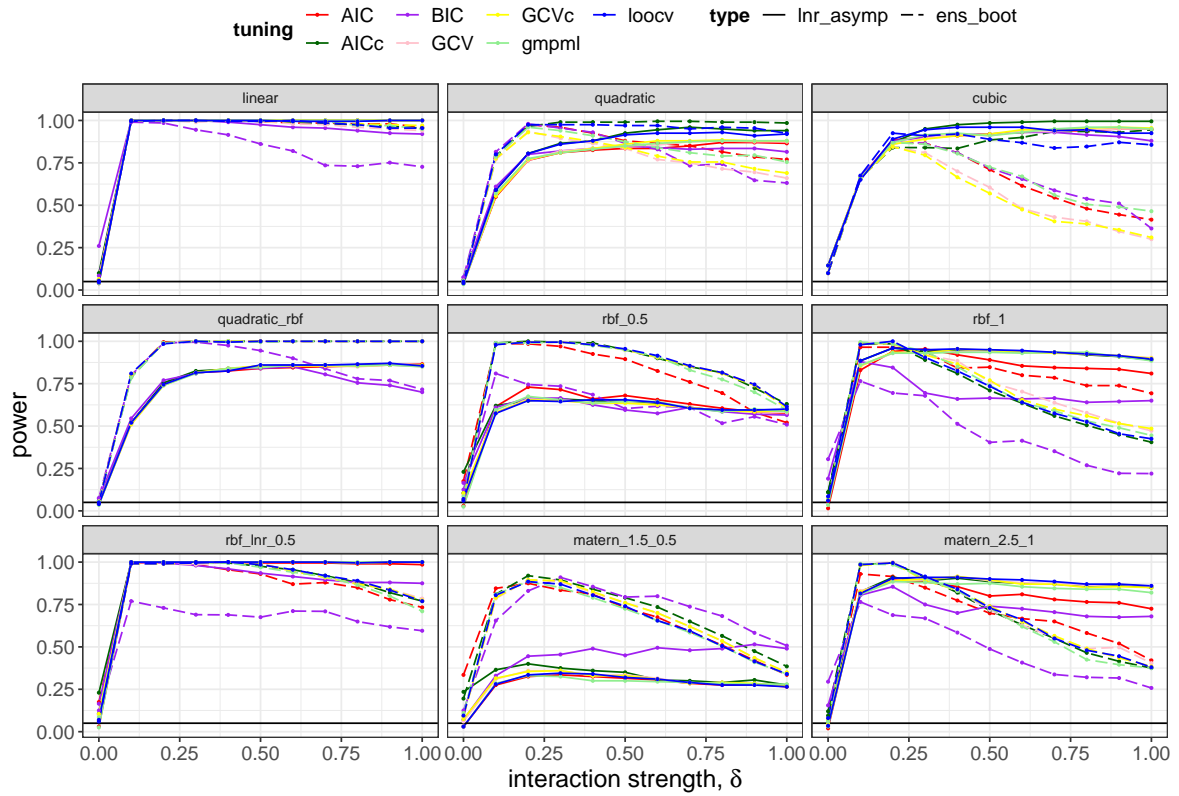 tuning AIC BIC GCVc loocv type lnr_asymp ens_boot
AICc GCV gmpml
linear quadratic cubic
1.00
0.75
0.50
0.25
0.00
quadratic_rbf rbf_0.5 rbf_1
1.00
0.75
0.50
0.25
0.00
power
rbf_lnr_0.5 matern_1.5_0.5 matern_2.5_1
1.00
0.75
0.50
0.25
0.00
0.00 0.25 0.50 0.75 1.00 0.00 0.25 0.50 0.75 1.00 0.00 0.25 0.50 0.75 1.00
interaction strength, δ